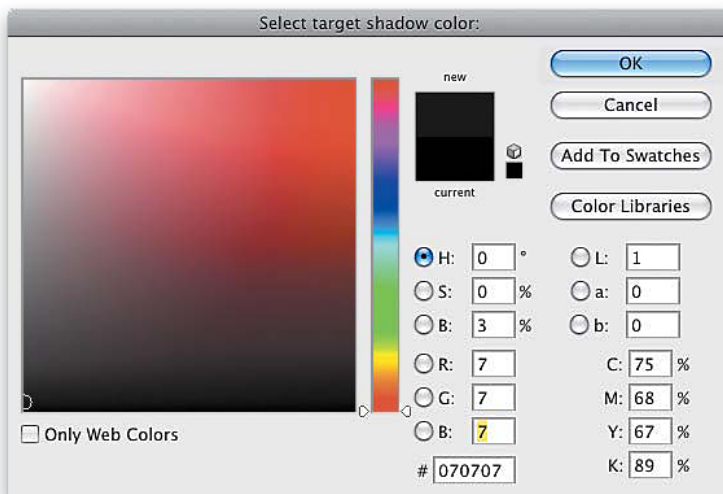 Select target shadow color:
new
current
OK
Cancel
Add To Swatches
Color Libraries
H: 0 °
S: 0 %
B: 3 %
R: 7
G: 7
B: 7
# 070707
L: 1
a: 0
b: 0
C: 75 %
M: 68 %
Y: 67 %
K: 89 %
Only Web Colors